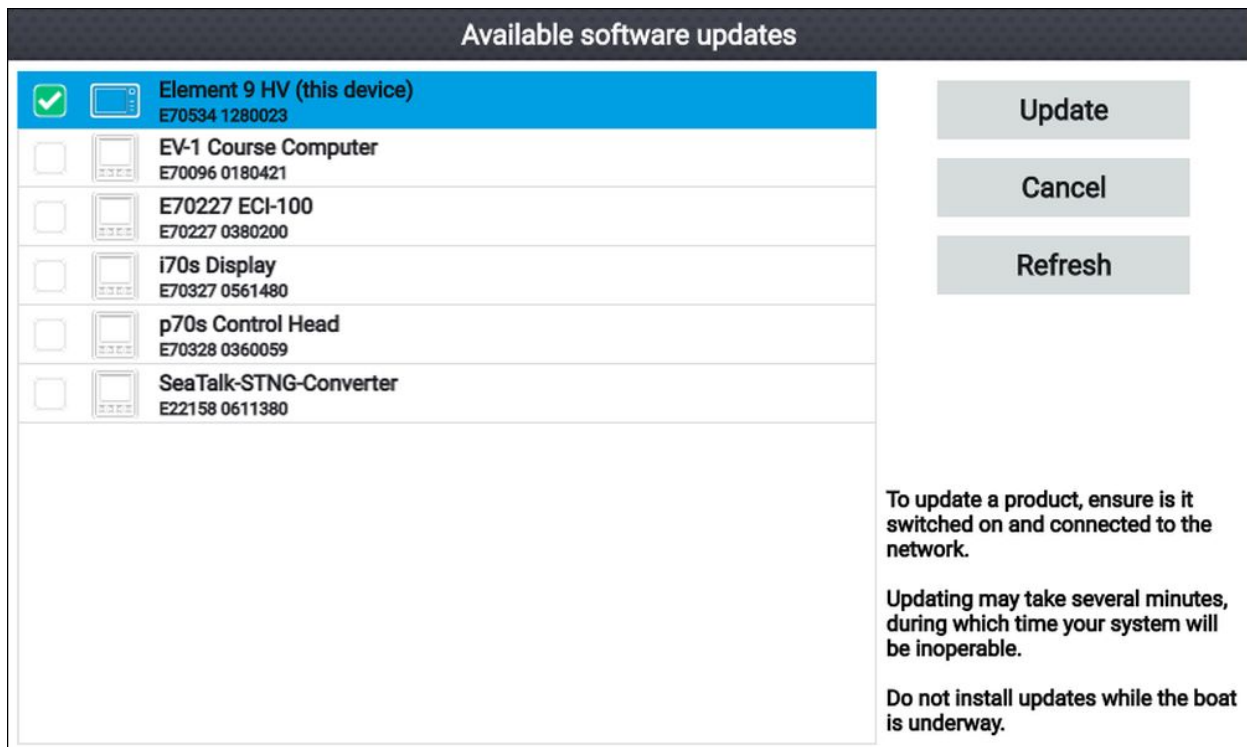 Available software updates
Element 9 HV (this device)
E70534 1280023
EV-1 Course Computer
E70096 0180421
E70227 ECI-100
E70227 0380200
i70s Display
E70327 0561480
p70s Control Head
E70328 0360059
SeaTalk-STNG-Converter
E22158 0611380
Update
Cancel
Refresh
To update a product, ensure is it
switched on and connected to the
network.
Updating may take several minutes,
during which time your system will
be inoperable.
Do not install updates while the boat
is underway.